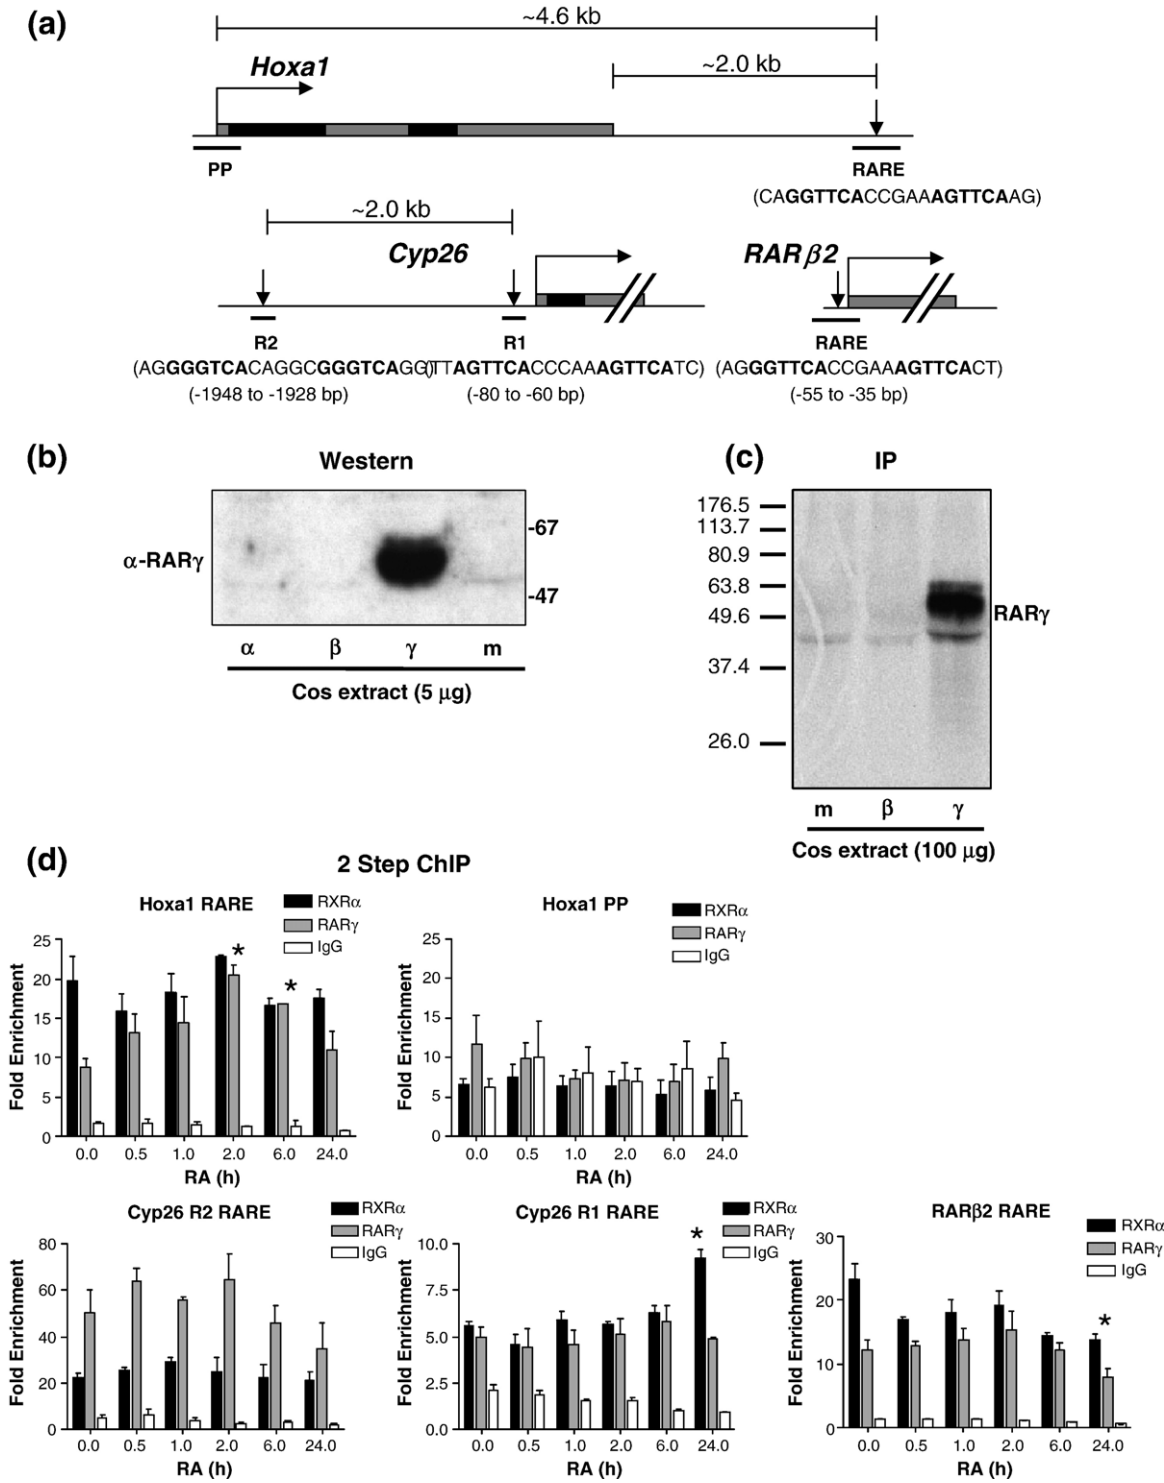 (a)
~4.6 kb
Hoxa1
~2.0 kb
PP
RARE
(CAGGTTCACCGAAAGTTCAAG)
~2.0 kb
Cyp26
RARβ2
R2
R1
RARE
(AGGGGTCACAGGCGGGTCAGG)
(TTAGTTCACCCAAAGTTCATC)
(AGGGTTCACCGAAAGTTCACT)
(-1948 to -1928 bp)
(-80 to -60 bp)
(-55 to -35 bp)
(b)
Western
α-RARγ
-67
-47
α β γ m
Cos extract (5 μg)
(c)
IP
176.5
113.7
80.9
63.8
49.6
37.4
26.0
RARγ
m β γ
Cos extract (100 μg)
(d)
2 Step ChIP
Hoxa1 RARE
RXRα
RARγ
IgG
*
*
25
20
15
10
5
0
Fold Enrichment
0.0 0.5 1.0 2.0 6.0 24.0
RA (h)
Hoxa1 PP
RXRα
RARγ
IgG
25
20
15
10
5
0
Fold Enrichment
0.0 0.5 1.0 2.0 6.0 24.0
RA (h)
Cyp26 R2 RARE
RXRα
RARγ
IgG
80
60
40
20
0
Fold Enrichment
0.0 0.5 1.0 2.0 6.0 24.0
RA (h)
Cyp26 R1 RARE
RXRα
RARγ
IgG
*
10.0
7.5
5.0
2.5
0.0
Fold Enrichment
0.0 0.5 1.0 2.0 6.0 24.0
RA (h)
RARβ2 RARE
RXRα
RARγ
IgG
*
30
20
10
0
Fold Enrichment
0.0 0.5 1.0 2.0 6.0 24.0
RA (h)